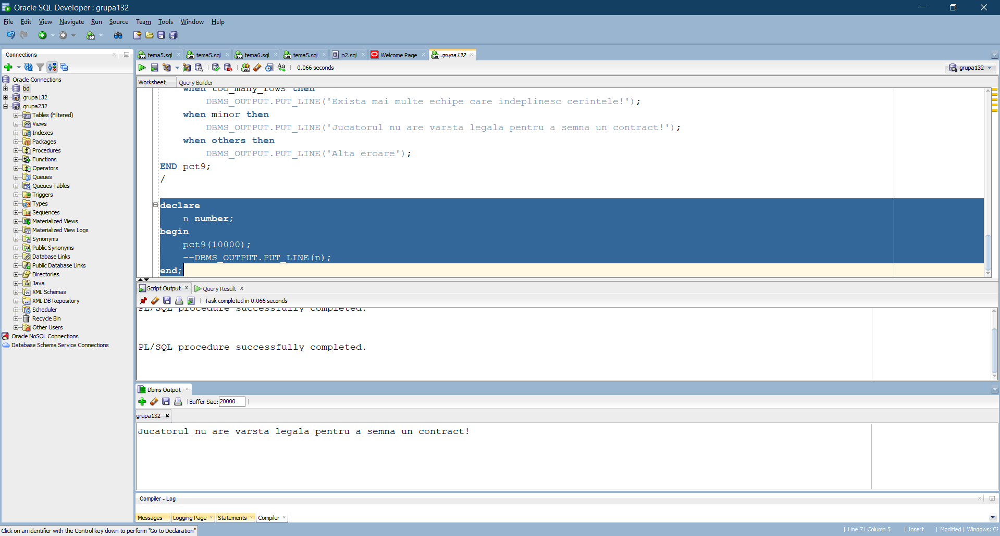 Oracle SQL Developer : grupa132
File Edit View Navigate Run Source Team Tools Window Help
Connections
Oracle Connections
bd
grupa132
grupa232
Tables (Filtered)
Views
Indexes
Packages
Procedures
Functions
Operators
Queues
Queues Tables
Triggers
Types
Sequences
Materialized Views
Materialized View Logs
Synonyms
Public Synonyms
Database Links
Public Database Links
Directories
Java
XML Schemas
XML DB Repository
Scheduler
Recycle Bin
Other Users
Oracle NoSQL Connections
Database Schema Service Connections
tema5.sql tema5.sql tema6.sql tema5.sql p2.sql Welcome Page grupa132
0.066 seconds
grupa132
Worksheet Query Builder
when too_many_rows then
DBMS_OUTPUT.PUT_LINE('Exista mai multe echipe care indeplinesc cerintele!');
when minor then
DBMS_OUTPUT.PUT_LINE('Jucatorul nu are varsta legala pentru a semna un contract!');
when others then
DBMS_OUTPUT.PUT_LINE('Alta eroare');
END pct9;
/
declare
n number;
begin
pct9(10000);
--DBMS_OUTPUT.PUT_LINE(n);
end;
Script Output Query Result
Task completed in 0.066 seconds
PL/SQL procedure successfully completed.
PL/SQL procedure successfully completed.
Dbms Output
Buffer Size: 20000
grupa132
Jucatorul nu are varsta legala pentru a semna un contract!
Compiler - Log
Messages Logging Page Statements Compiler
Click on an identifier with the Control key down to perform "Go to Declaration"
Line 71 Column 5 Insert Modified Windows: